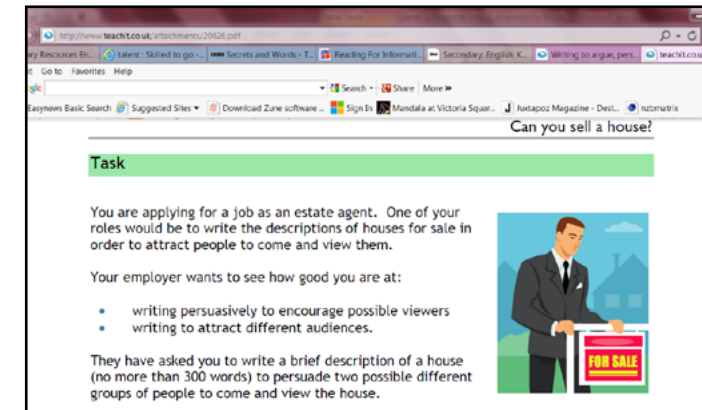 http://www.teachit.co.uk/attachments/20626.pdf
ry Resources En... talent : Skilled to go -... Secrets and Words - T... Reading For Informati... Secondary: English, K... Writing to argue, pers... teachit.co.u
t Go to Favorites Help
gle Search Share More »
Easynews Basic Search Suggested Sites Download Zune software ... Sign In Mandala at Victoria Squar... Juxtapoz Magazine - Dest... nzbmatrix
Can you sell a house?
Task
You are applying for a job as an estate agent. One of your
roles would be to write the descriptions of houses for sale in
order to attract people to come and view them.
Your employer wants to see how good you are at:
• writing persuasively to encourage possible viewers
• writing to attract different audiences.
They have asked you to write a brief description of a house
(no more than 300 words) to persuade two possible different
groups of people to come and view the house.
FOR SALE